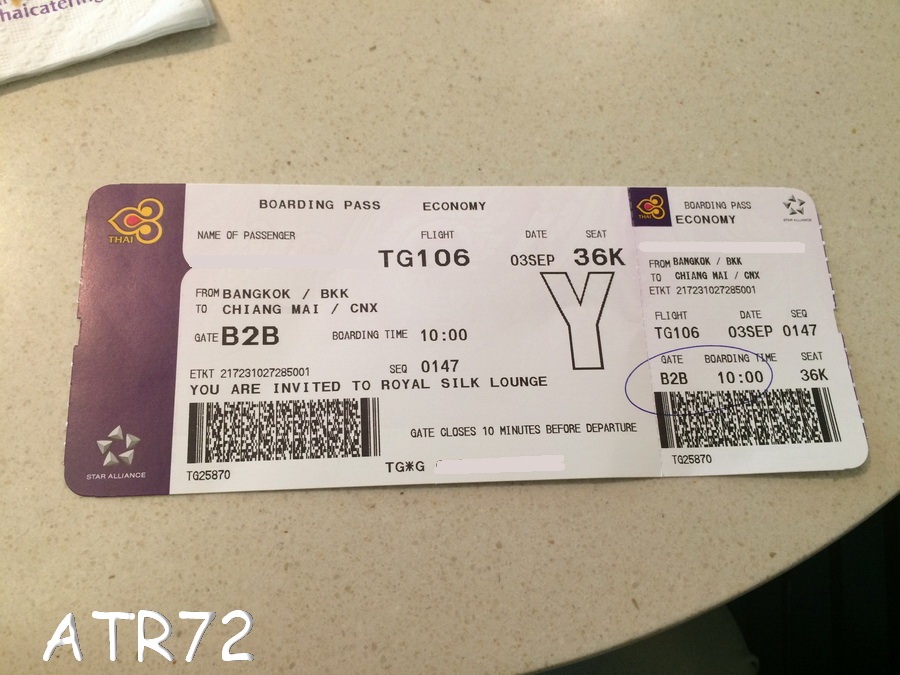 haicatering
BOARDING PASS ECONOMY
THAI
NAME OF PASSENGER FLIGHT DATE SEAT
TG106 03SEP 36K
FROM BANGKOK / BKK
TO CHIANG MAI / CNX
Y
GATE B2B BOARDING TIME 10:00
ETKT 217231027285001 SEQ 0147
YOU ARE INVITED TO ROYAL SILK LOUNGE
GATE CLOSES 10 MINUTES BEFORE DEPARTURE
STAR ALLIANCE
TG25870
TG*G
THAI
BOARDING PASS
ECONOMY
STAR ALLIANCE
FROM BANGKOK / BKK
TO CHIANG MAI / CNX
ETKT 217231027285001
FLIGHT DATE SEQ
TG106 03SEP 0147
GATE BOARDING TIME SEAT
B2B 10:00 36K
TG25870
ATR72